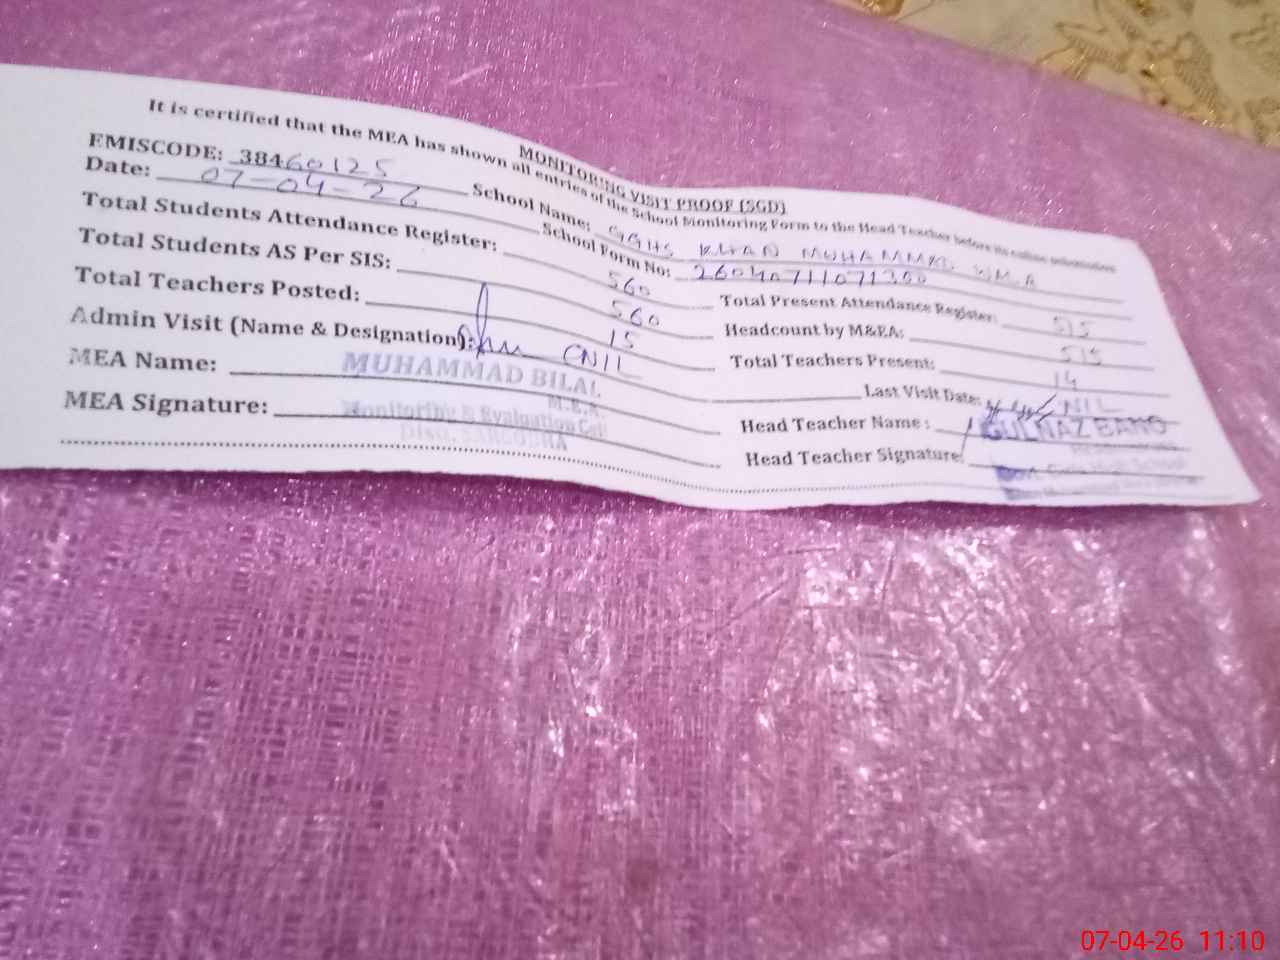 MONITORING VISIT PROOF (SGD)
It is certified that the MEA has shown all entries of the School Monitoring Form to the Head Teacher before its online submission
EMISCODE: 38460125 School Name: GGHS KHAN MUHAMMAD
Date: 07-04-26 School Form No:
Total Students Attendance Register: 560 Total Present Attendance Register: 515
Total Students AS Per SIS: 560 Headcount by M&EA: 515
Total Teachers Posted: 15 Total Teachers Present: 14
Admin Visit (Name & Designation): NIL Last Visit Date: NIL
MEA Name: MUHAMMAD BILAL Head Teacher Name: GULNAZ BANO
M.E.A.
MEA Signature: Monitoring & Evaluation Cell Head Teacher Signature:
Distt. SARGODHA
07-04-26 11:10